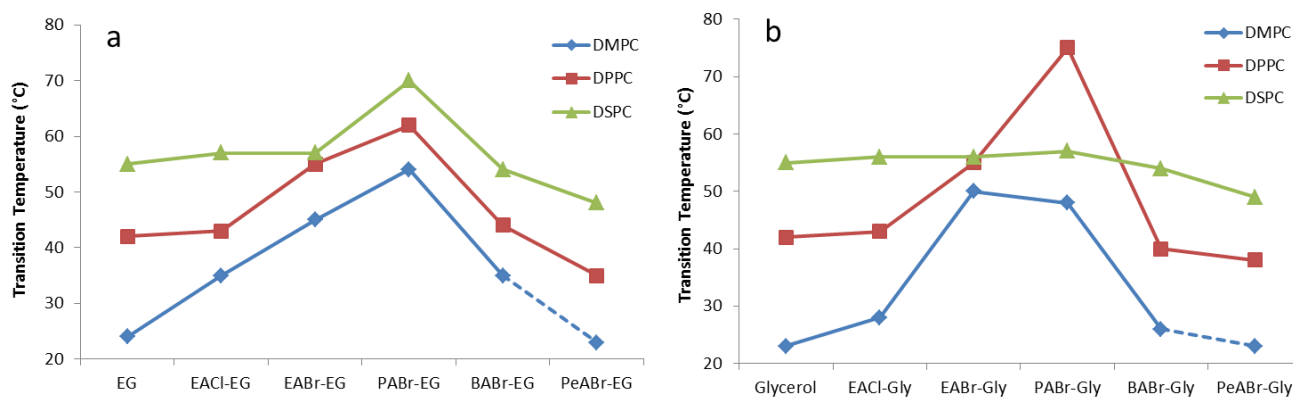 a
Transition Temperature (°C)
80
70
60
50
40
30
20
EG
EACl-EG
EABr-EG
PABr-EG
BABr-EG
PeABr-EG
DMPC
DPPC
DSPC
b
Transition Temperature (°C)
80
70
60
50
40
30
20
Glycerol
EACl-Gly
EABr-Gly
PABr-Gly
BABr-Gly
PeABr-Gly
DMPC
DPPC
DSPC